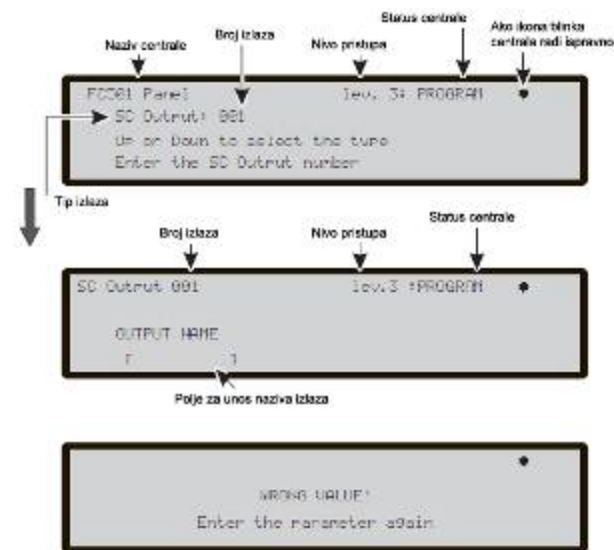 Naziv centrale
Broj izlaza
Nivo pristupa
Status centrale
Ako ikona blinka
centrala radi ispravno
FC501 Panel lev. 3: PROGRAM
SC Output: 001
Up or Down to select the type
Enter the SC Output number
Tip izlaza
Broj izlaza
Nivo pristupa
Status centrale
SC Output 001 lev.3 :PROGRAM
OUTPUT NAME
[ ]
Polje za unos naziva izlaza
WRONG VALUE!
Enter the parameter again